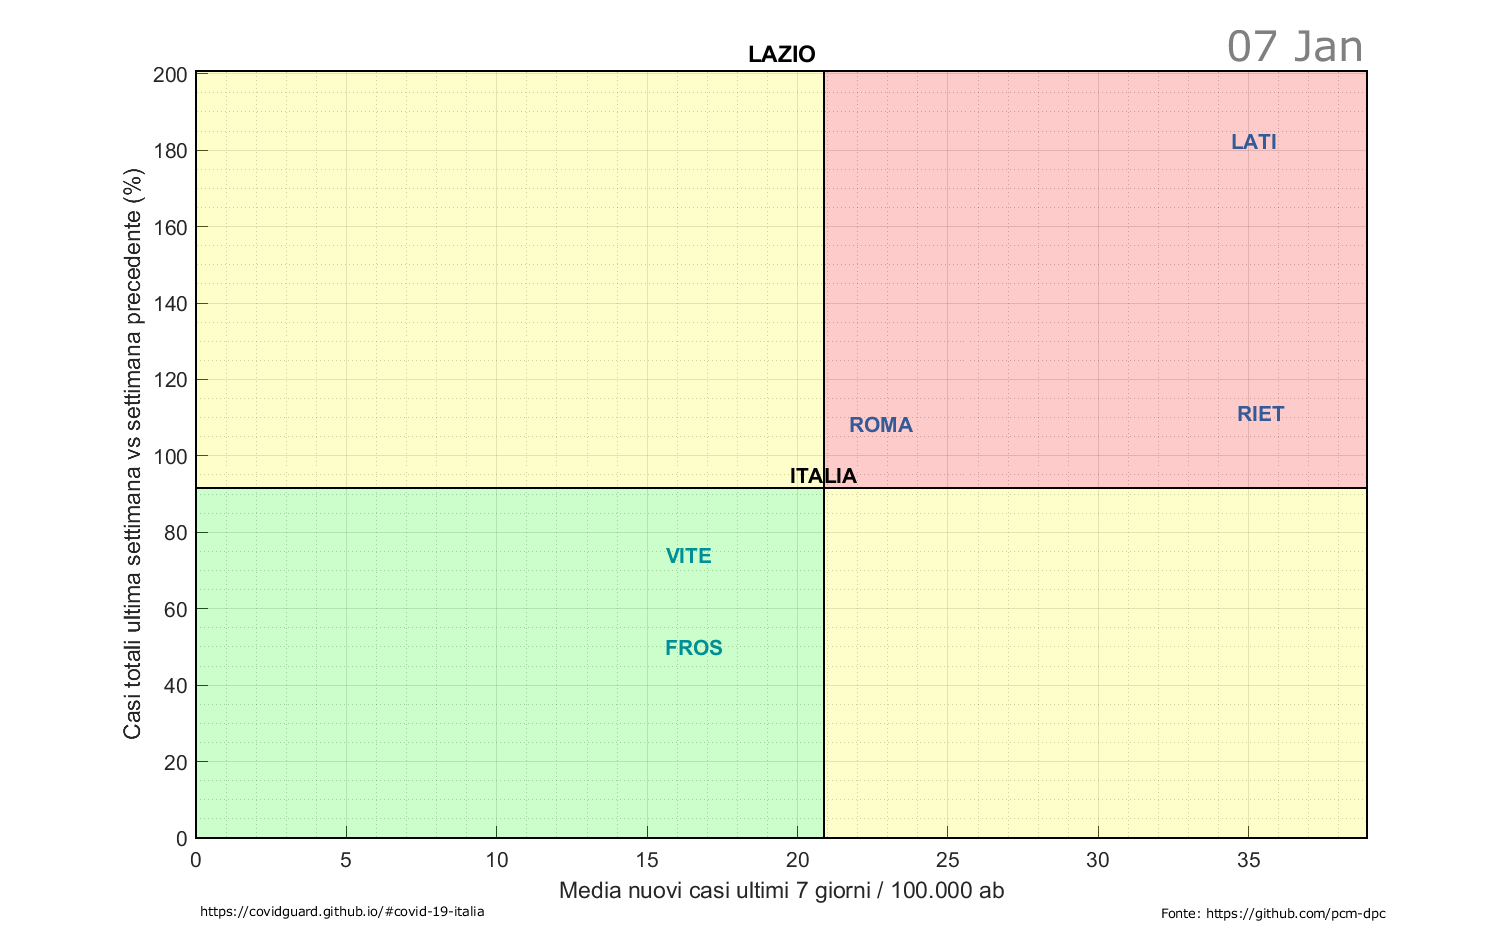 LAZIO
07 Jan
Casi totali ultima settimana vs settimana precedente (%)
200
180
160
140
120
100
80
60
40
20
0
LATI
RIET
ROMA
ITALIA
VITE
FROS
0 5 10 15 20 25 30 35
Media nuovi casi ultimi 7 giorni / 100.000 ab
https://covidguard.github.io/#covid-19-italia
Fonte: https://github.com/pcm-dpc